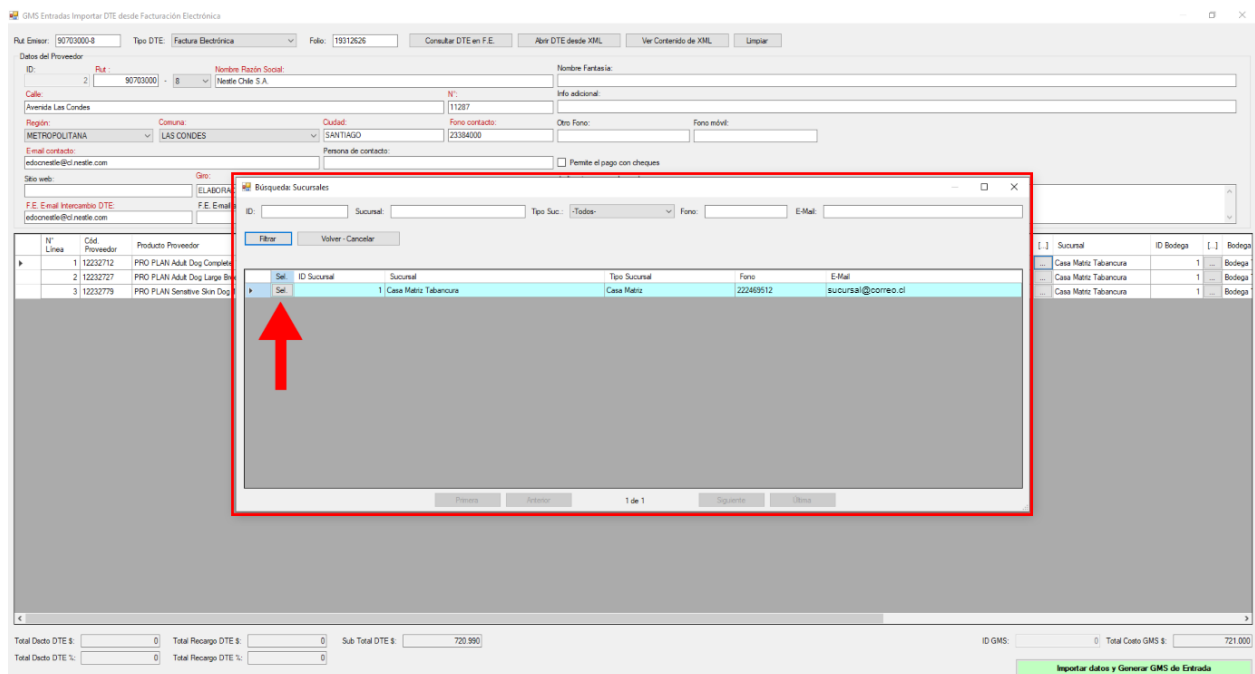 GMS Entradas Importar DTE desde Facturación Electrónica
Rut Emisor: 90703000-8 Tipo DTE: Factura Electrónica Folio: 19312626 Consultar DTE en F.E. Abrir DTE desde XML Ver Contenido de XML Limpiar
Datos del Proveedor
ID: Rut : Nombre Razón Social: Nombre Fantasía:
2 90703000 - 8 Nestle Chile S.A.
Calle: N°: Info adicional:
Avenida Las Condes 11287
Región: Comuna: Ciudad: Fono contacto: Otro Fono: Fono móvil:
METROPOLITANA LAS CONDES SANTIAGO 23384000
E-mail contacto: Persona de contacto:
edocnestle@cl.nestle.com Permite el pago con cheques
Sitio web: Giro:
ELABORA
F.E. E-mail Intercambio DTE: F.E. E-mail
edocnestle@cl.nestle.com
Búsqueda: Sucursales
ID: Sucursal: Tipo Suc.: -Todos- Fono: E-Mail:
Filtrar Volver - Cancelar
Sel. ID Sucursal Sucursal Tipo Sucursal Fono E-Mail
Sel. 1 Casa Matriz Tabancura Casa Matriz 222469512 sucursal@correo.cl
Primera Anterior 1 de 1 Siguiente Última
N° Línea Cód. Proveedor Producto Proveedor [...] Sucursal ID Bodega [...] Bodega
1 12232712 PRO PLAN Adult Dog Complete ... Casa Matriz Tabancura 1 ... Bodega
2 12232727 PRO PLAN Adult Dog Large Bre ... Casa Matriz Tabancura 1 ... Bodega
3 12232779 PRO PLAN Sensitive Skin Dog ... Casa Matriz Tabancura 1 ... Bodega
Total Dscto DTE $: 0 Total Recargo DTE $: 0 Sub Total DTE $: 720.990 ID GMS: 0 Total Costo GMS $: 721.000
Total Dscto DTE %: 0 Total Recargo DTE %: 0
Importar datos y Generar GMS de Entrada